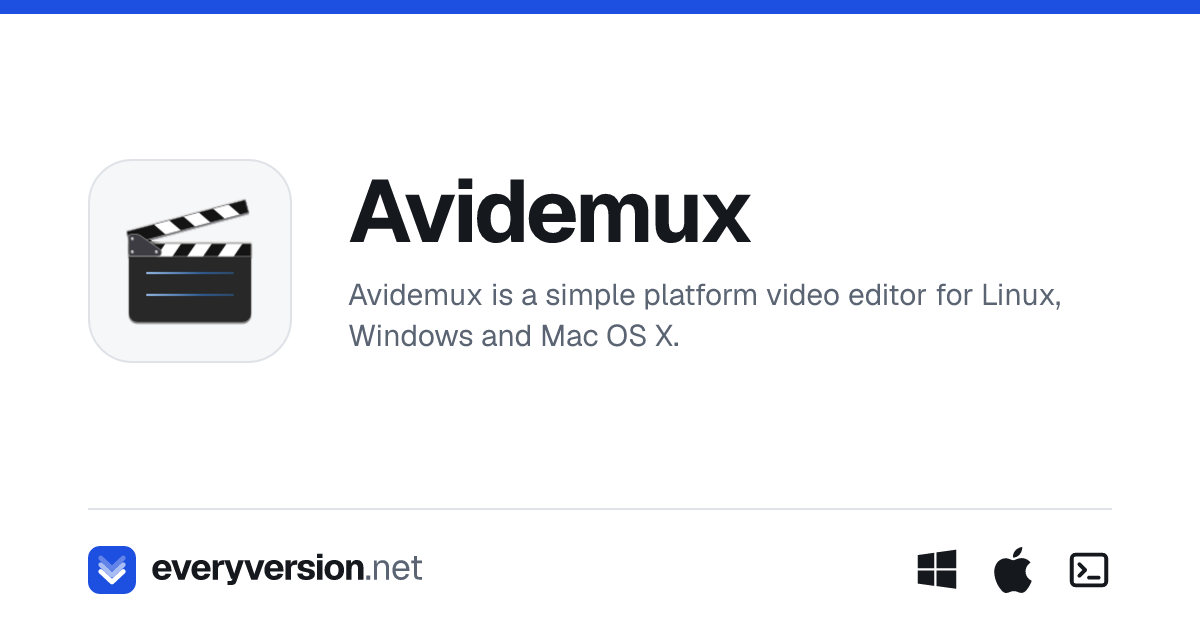 Avidemux
Avidemux is a simple platform video editor for Linux,
Windows and Mac OS X.
everyversion.net